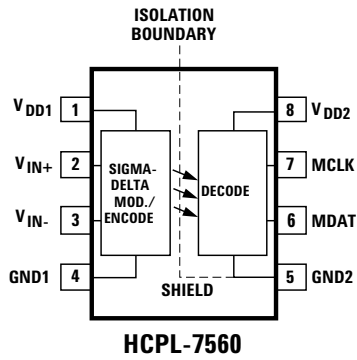 ISOLATION
BOUNDARY
VDD1 1
8 VDD2
VIN+ 2
7 MCLK
SIGMA-
DELTA
MOD./
ENCODE
DECODE
VIN- 3
6 MDAT
GND1 4
5 GND2
SHIELD
HCPL-7560